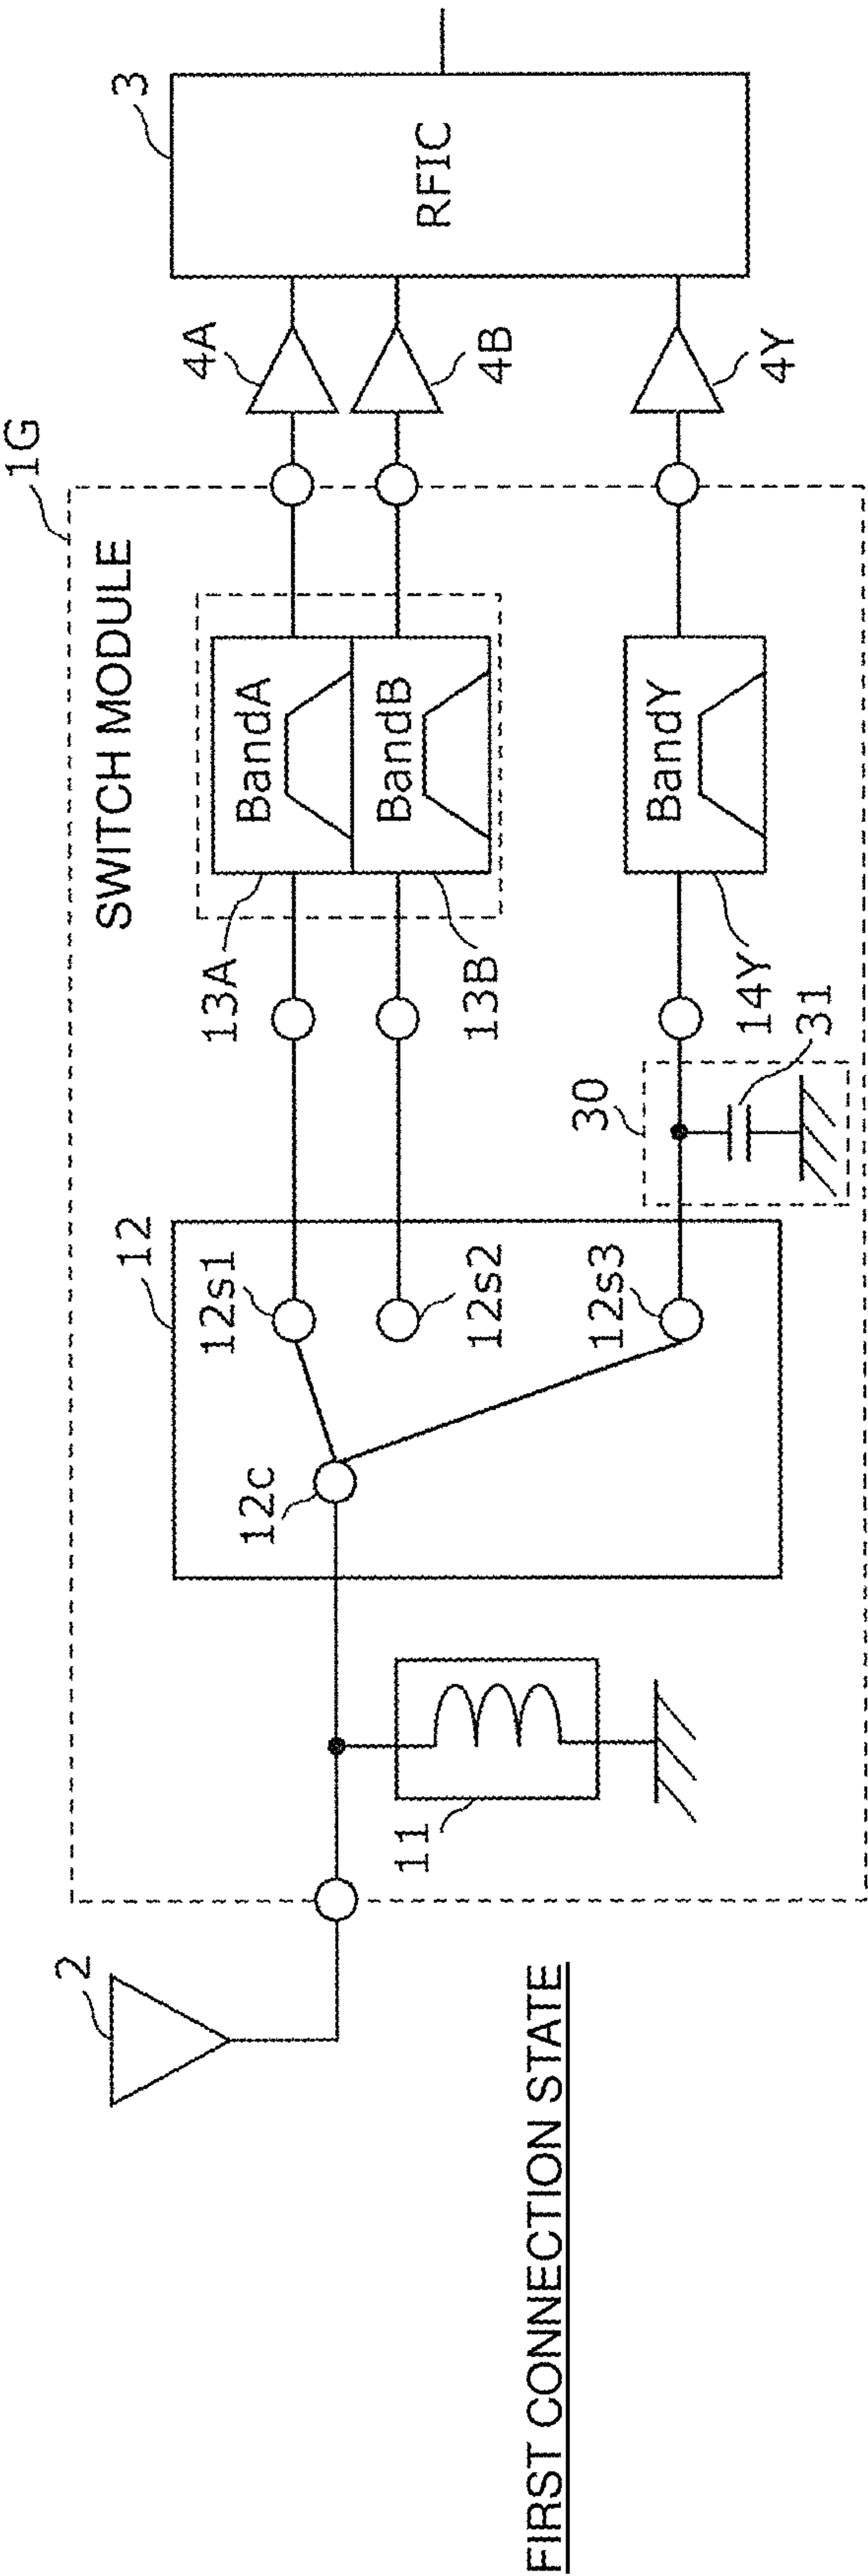 FIRST CONNECTION STATE
1G
SWITCH MODULE
2
11
12
12c
12s1
12s2
12s3
30
31
13A
BandA
13B
BandB
14Y
BandY
4A
4B
4Y
3
RFIC